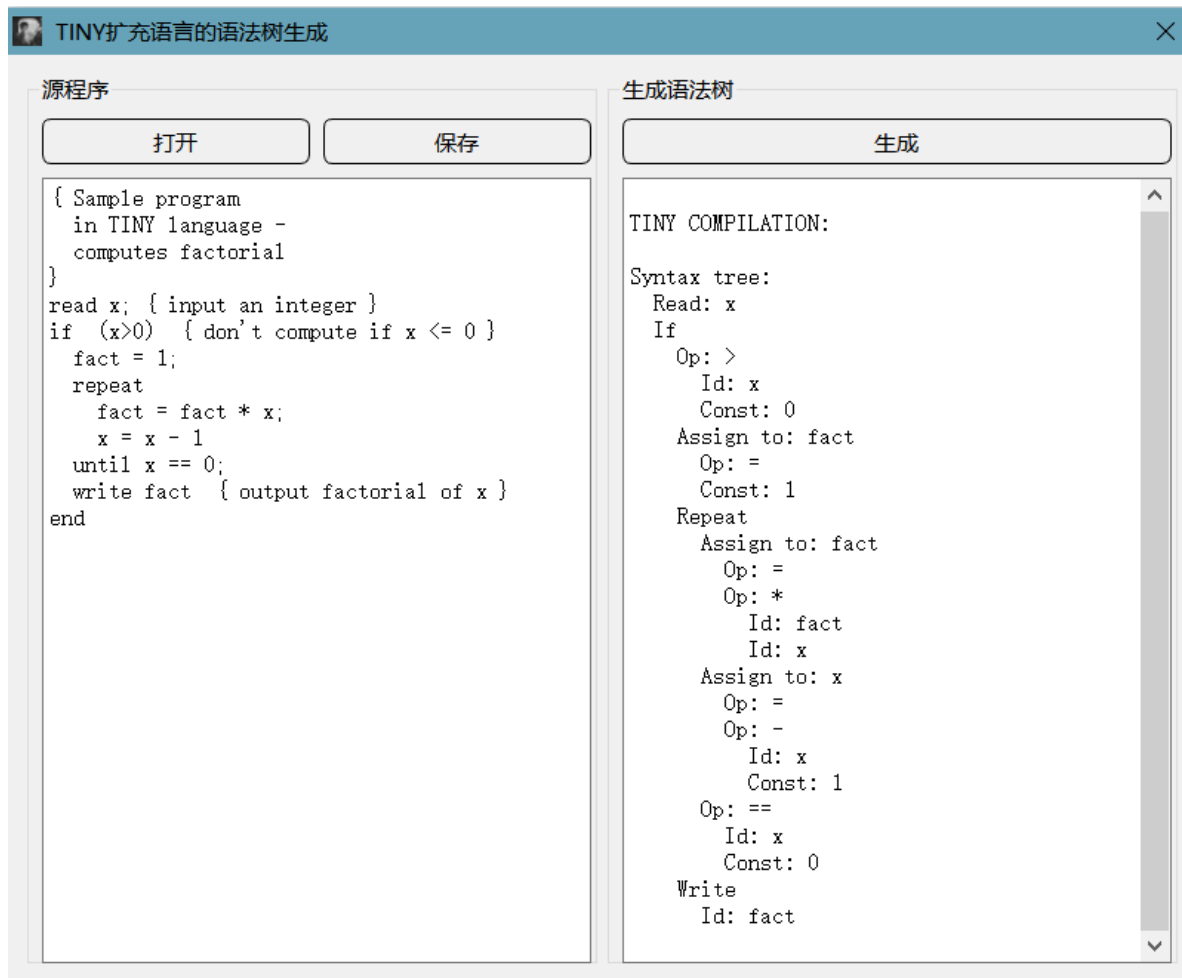 TINY扩充语言的语法树生成
源程序
打开 保存
{ Sample program
  in TINY language -
  computes factorial
}
read x; { input an integer }
if  (x>0)  { don't compute if x <= 0 }
  fact = 1;
  repeat
    fact = fact * x;
    x = x - 1
  until x == 0;
  write fact  { output factorial of x }
end
生成语法树
生成
TINY COMPILATION:
Syntax tree:
  Read: x
  If
    Op: >
      Id: x
      Const: 0
    Assign to: fact
      Op: =
      Const: 1
    Repeat
      Assign to: fact
        Op: =
        Op: *
          Id: fact
          Id: x
      Assign to: x
        Op: =
        Op: -
          Id: x
          Const: 1
      Op: ==
        Id: x
        Const: 0
    Write
      Id: fact